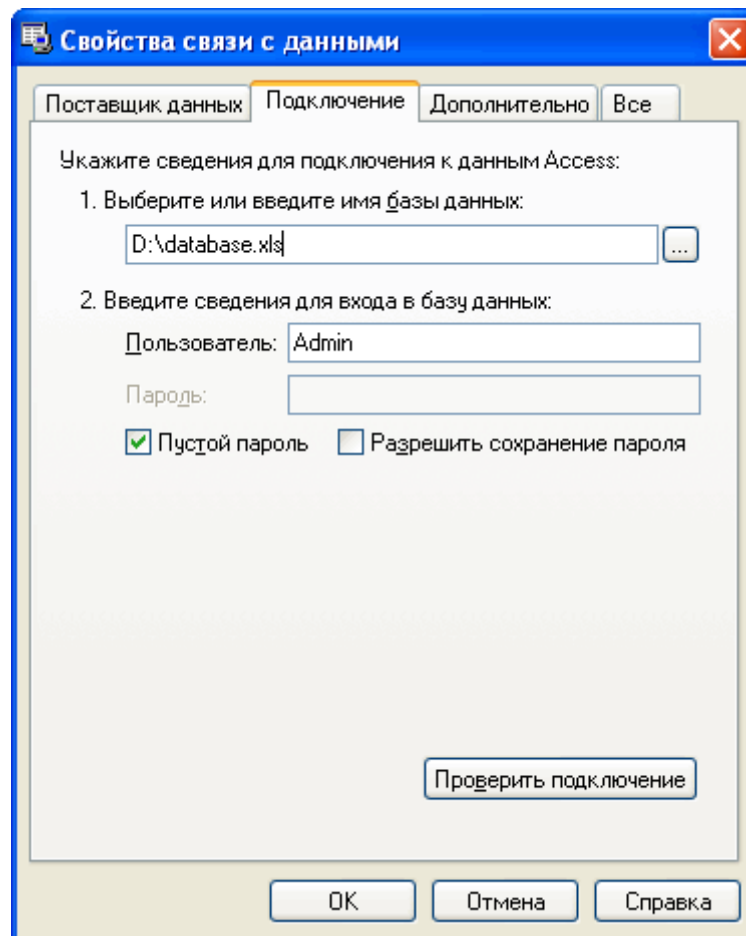 Свойства связи с данными
Поставщик данных Подключение Дополнительно Все
Укажите сведения для подключения к данным Access:
1. Выберите или введите имя базы данных:
D:\database.xls ...
2. Введите сведения для входа в базу данных:
Пользователь: Admin
Пароль:
Пустой пароль Разрешить сохранение пароля
Проверить подключение
OK Отмена Справка